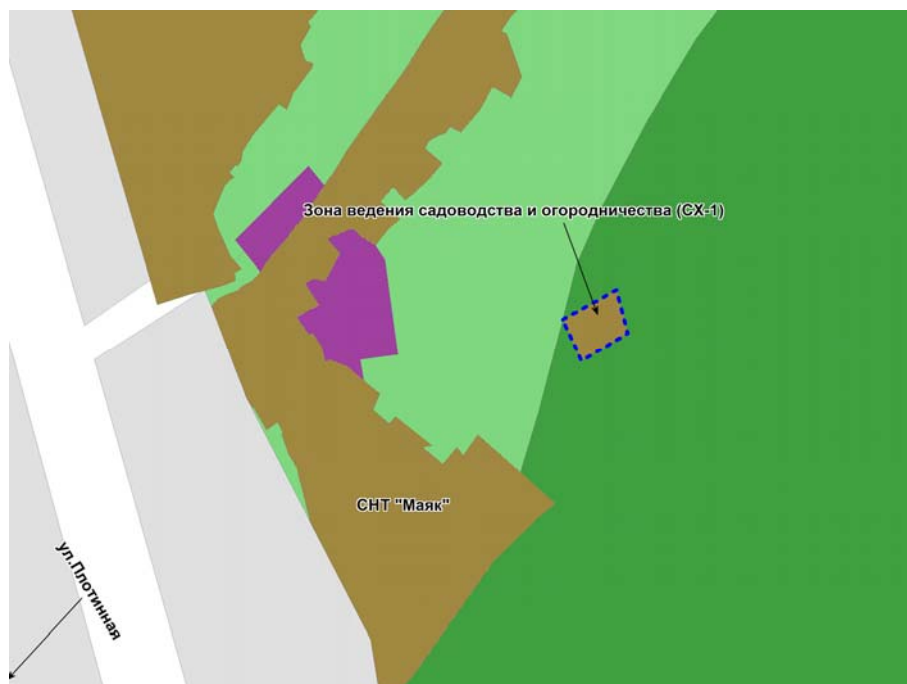 Зона ведения садоводства и огородничества (СХ-1)
СНТ "Маяк"
ул.Плотинная